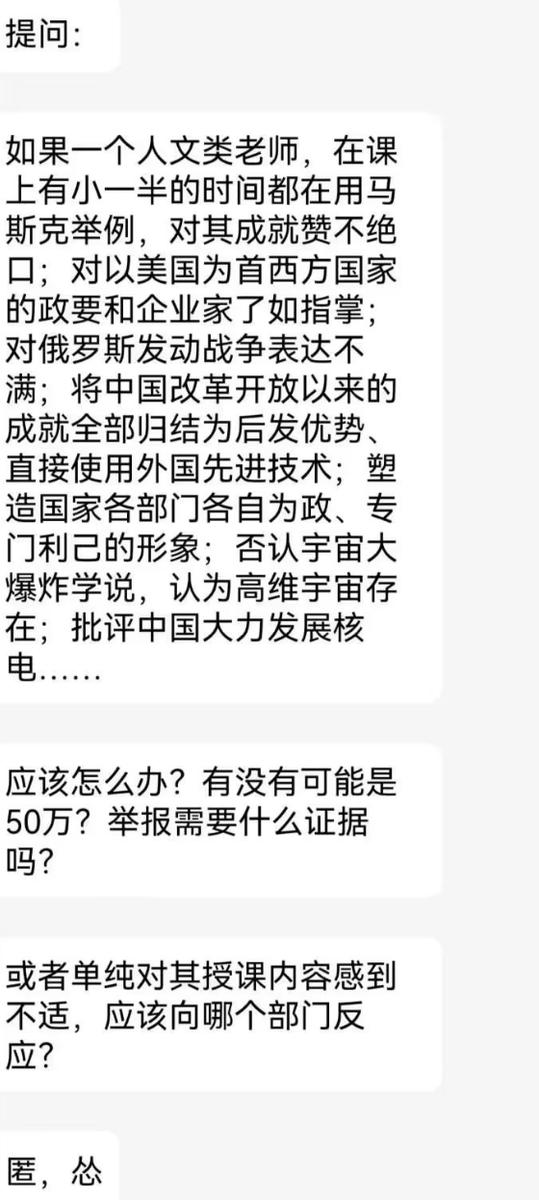 提问：
如果一个人文类老师，在课
上有小一半的时间都在用马
斯克举例，对其成就赞不绝
口；对以美国为首西方国家
的政要和企业家了如指掌；
对俄罗斯发动战争表达不
满；将中国改革开放以来的
成就全部归结为后发优势、
直接使用外国先进技术；塑
造国家各部门各自为政、专
门利己的形象；否认宇宙大
爆炸学说，认为高维宇宙存
在；批评中国大力发展核
电……
应该怎么办？有没有可能是
50万？举报需要什么证据
吗？
或者单纯对其授课内容感到
不适，应该向哪个部门反
应？
匿，怂